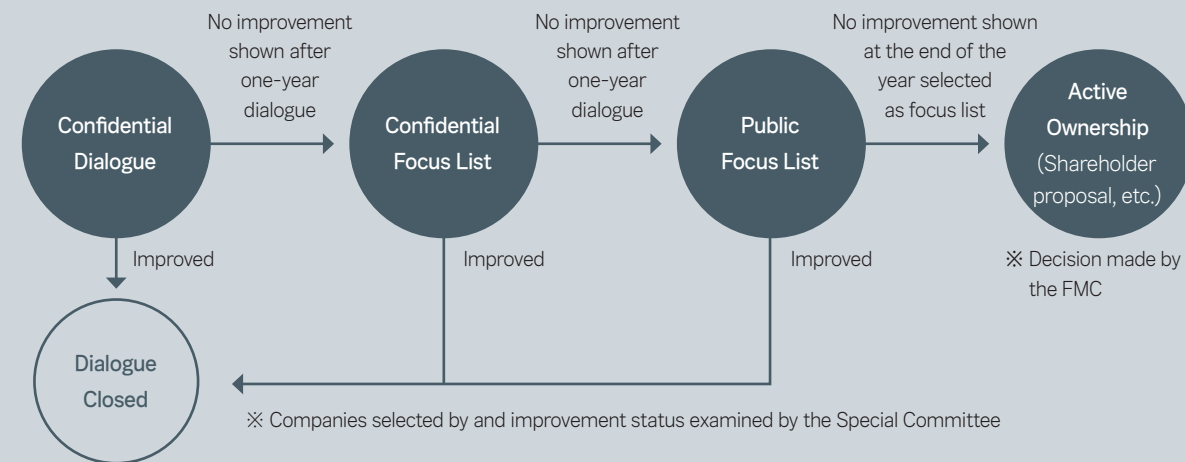 No improvement
shown after
one-year
dialogue
No improvement
shown after
one-year
dialogue
No improvement shown
at the end of the
year selected
as focus list
Confidential
Dialogue
Confidential
Focus List
Public
Focus List
Active
Ownership
(Shareholder
proposal, etc.)
Improved
Improved
Improved
※ Decision made by
the FMC
Dialogue
Closed
※ Companies selected by and improvement status examined by the Special Committee